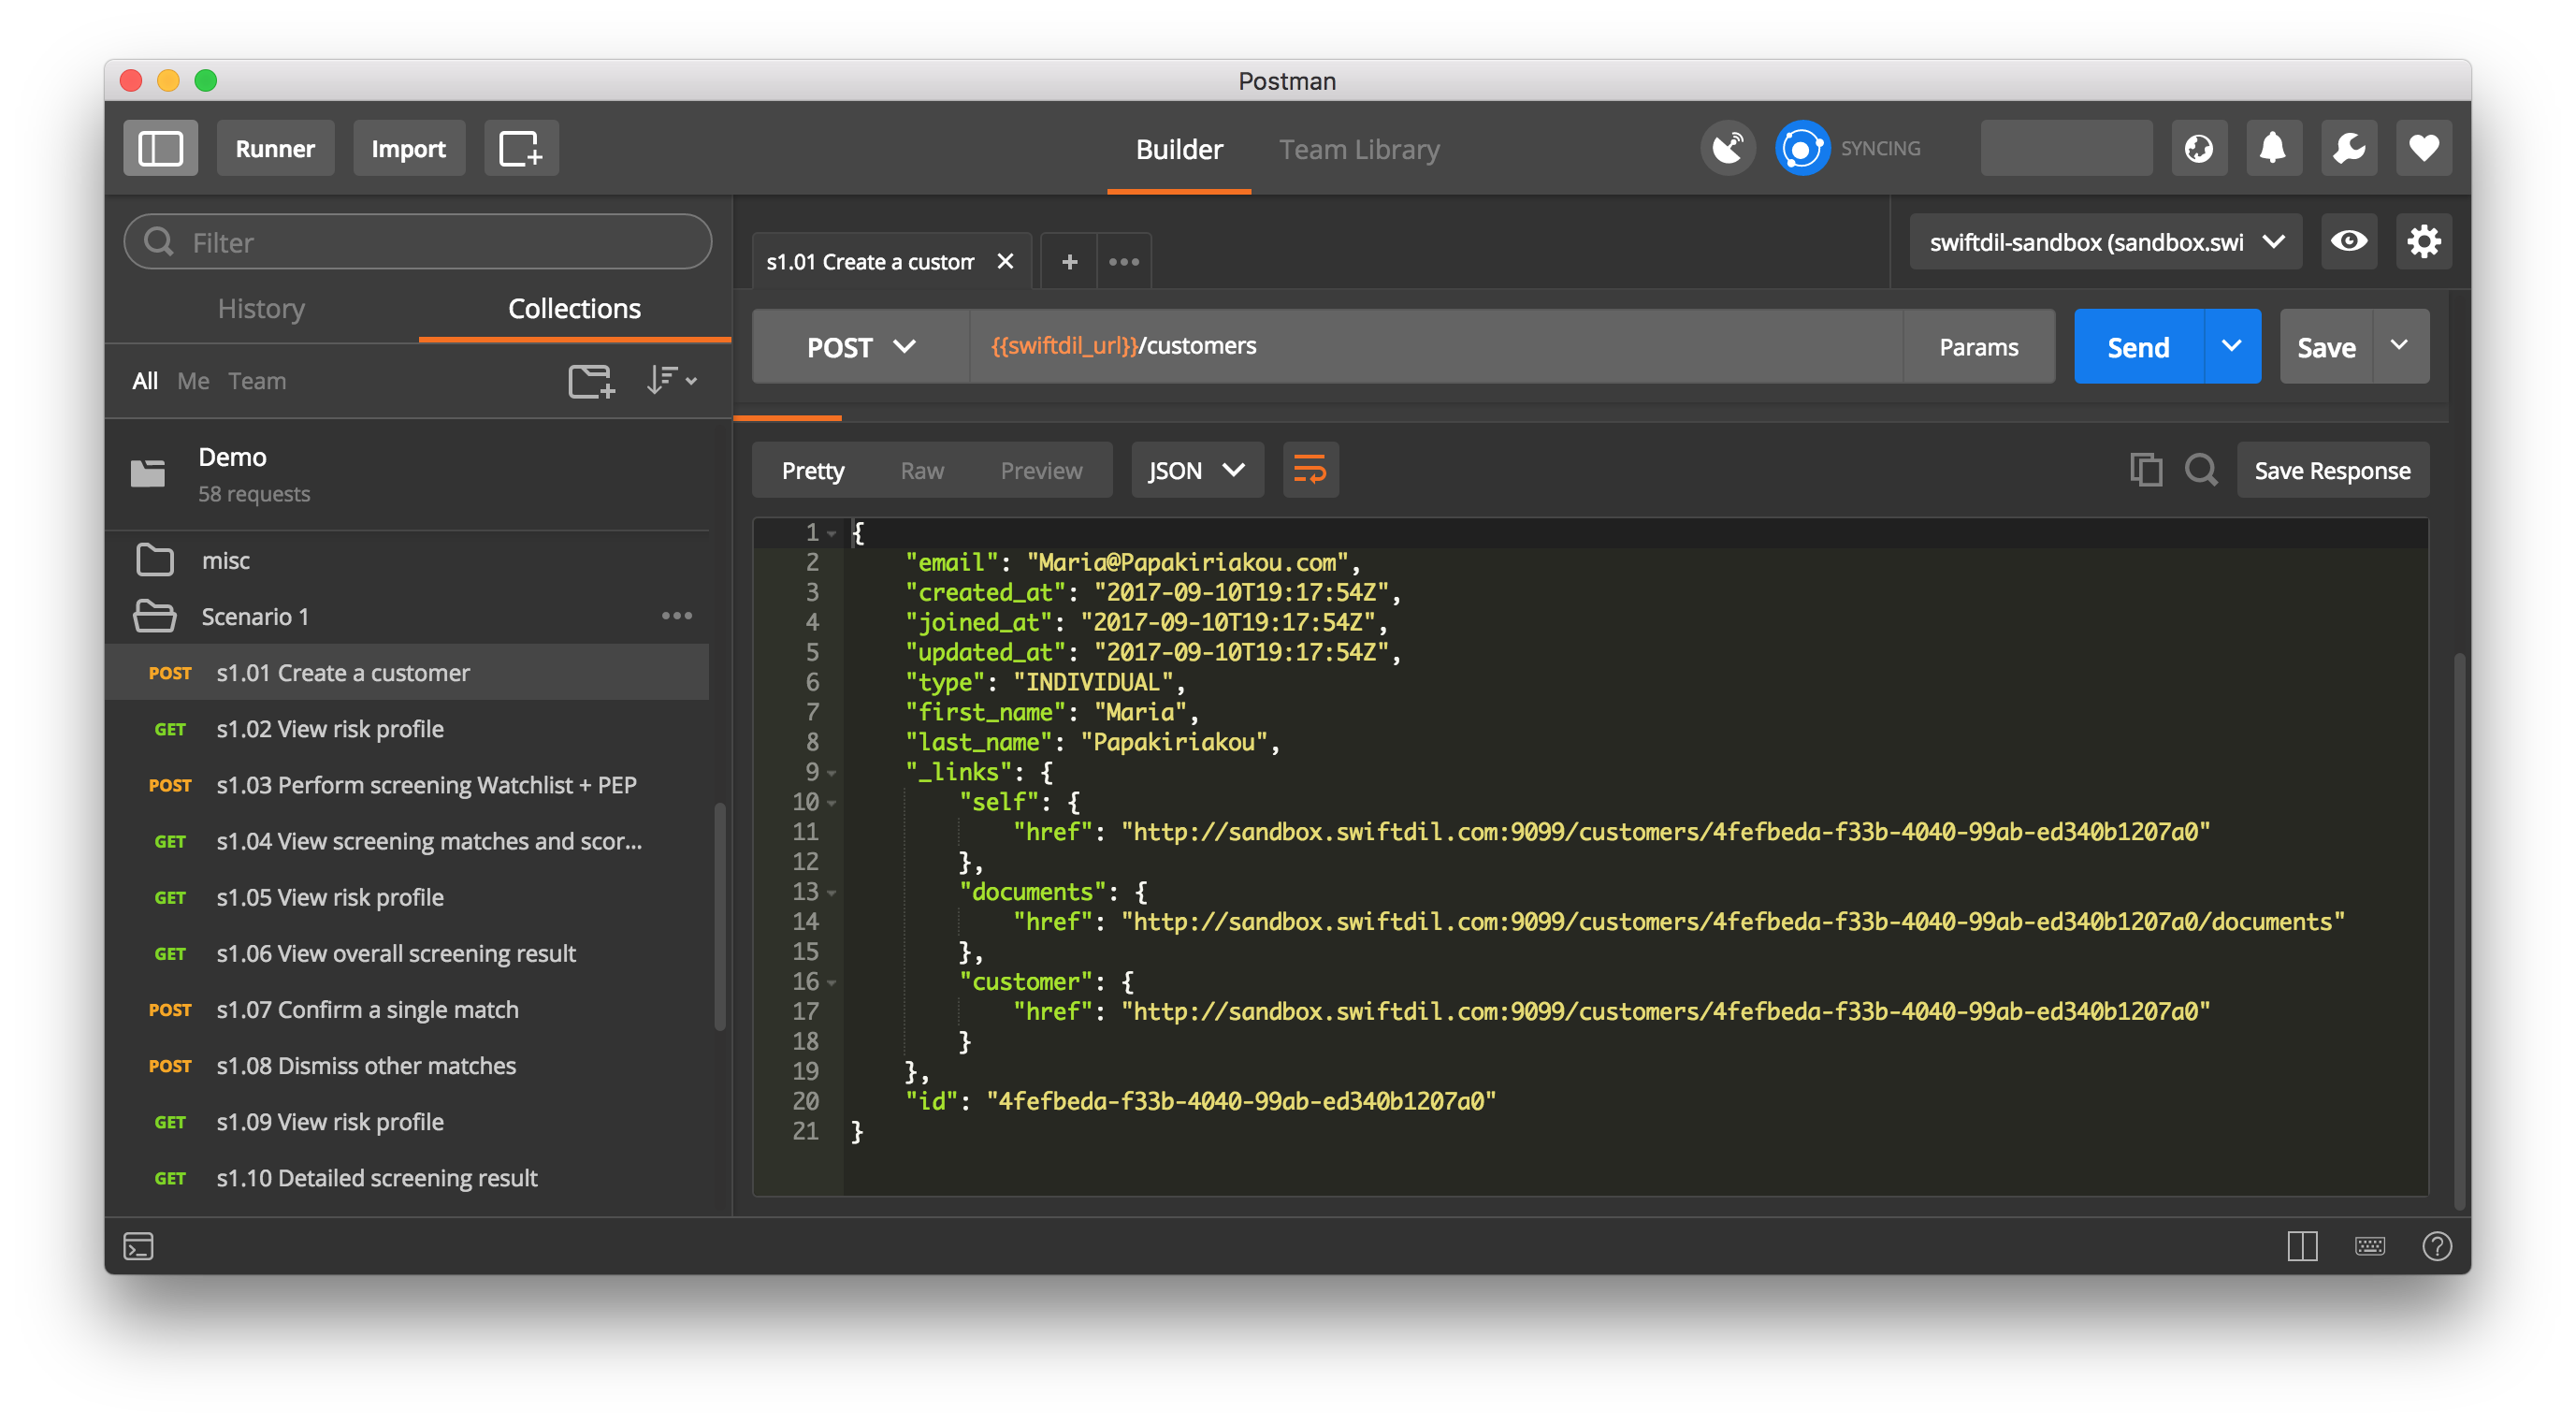 Postman
Runner
Import
Builder
Team Library
SYNCING
Filter
History
Collections
All Me Team
Demo
58 requests
misc
Scenario 1
POST s1.01 Create a customer
GET s1.02 View risk profile
POST s1.03 Perform screening Watchlist + PEP
GET s1.04 View screening matches and scor...
GET s1.05 View risk profile
GET s1.06 View overall screening result
POST s1.07 Confirm a single match
POST s1.08 Dismiss other matches
GET s1.09 View risk profile
GET s1.10 Detailed screening result
s1.01 Create a custom
swiftdil-sandbox (sandbox.swi
POST {{swiftdil_url}}/customers Params Send Save
Pretty Raw Preview JSON Save Response
1 {
2 "email": "Maria@Papakiriakou.com",
3 "created_at": "2017-09-10T19:17:54Z",
4 "joined_at": "2017-09-10T19:17:54Z",
5 "updated_at": "2017-09-10T19:17:54Z",
6 "type": "INDIVIDUAL",
7 "first_name": "Maria",
8 "last_name": "Papakiriakou",
9 "_links": {
10 "self": {
11 "href": "http://sandbox.swiftdil.com:9099/customers/4fefbeda-f33b-4040-99ab-ed340b1207a0"
12 },
13 "documents": {
14 "href": "http://sandbox.swiftdil.com:9099/customers/4fefbeda-f33b-4040-99ab-ed340b1207a0/documents"
15 },
16 "customer": {
17 "href": "http://sandbox.swiftdil.com:9099/customers/4fefbeda-f33b-4040-99ab-ed340b1207a0"
18 }
19 },
20 "id": "4fefbeda-f33b-4040-99ab-ed340b1207a0"
21 }